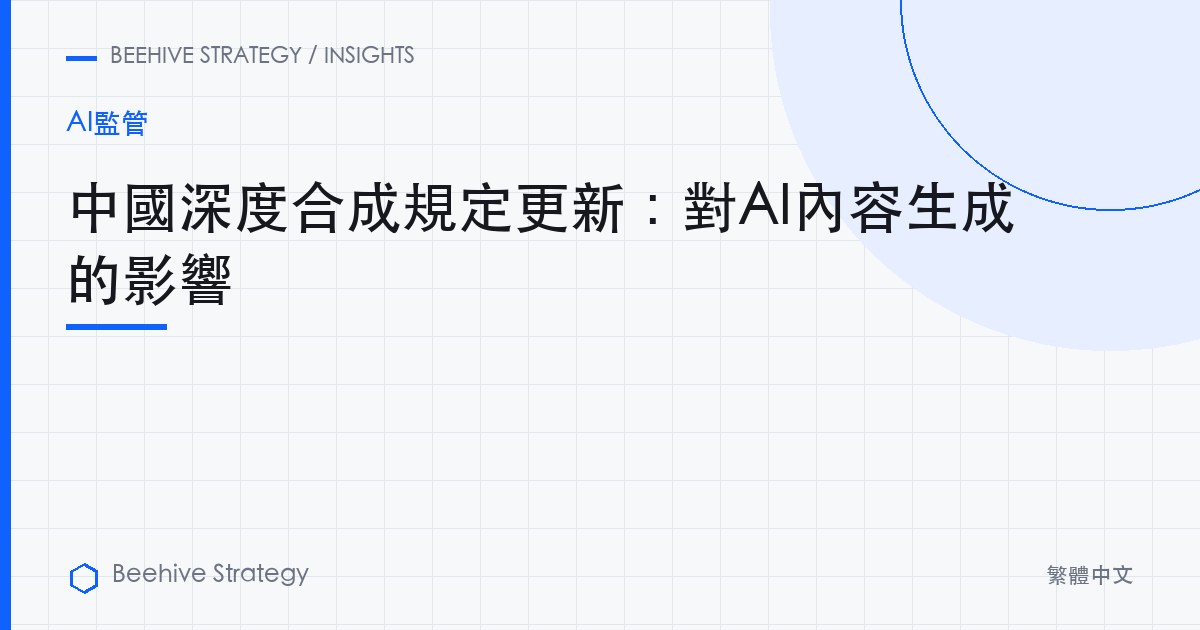 BEEHIVE STRATEGY / INSIGHTS
AI監管
中國深度合成規定更新：對AI內容生成
的影響
Beehive Strategy
繁體中文